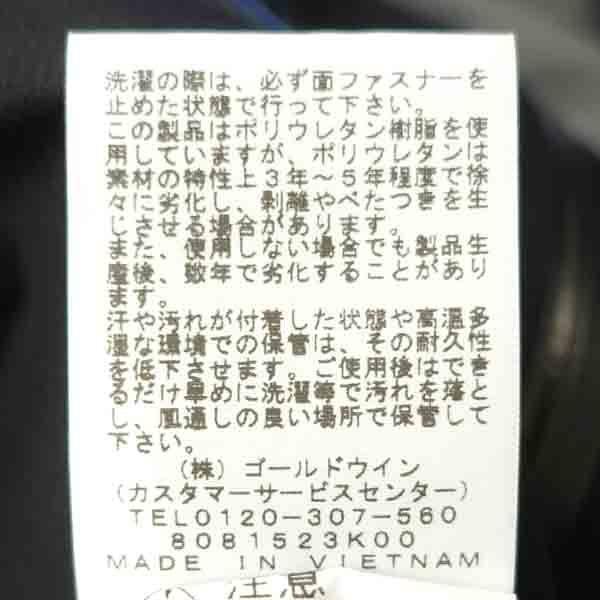 洗濯の際は、必ず面ファスナーを
止めた状態で行って下さい。
この製品はポリウレタン樹脂を使
用していますが、ポリウレタンは
素材の特性上3年～5年程度で徐
々に劣化し、剥離やべたつきを生
じさせる場合があります。
また、使用しない場合でも製品生
産後、数年で劣化することがあり
ます。
汗や汚れが付着した状態や高温多
湿な環境での保管は、その耐久性
を低下させます。ご使用後はでき
るだけ早めに洗濯等で汚れを落と
し、風通しの良い場所で保管して
下さい。
(株)ゴールドウイン
(カスタマーサービスセンター)
TEL0120-307-560
8081523K00
MADE IN VIETNAM
注意